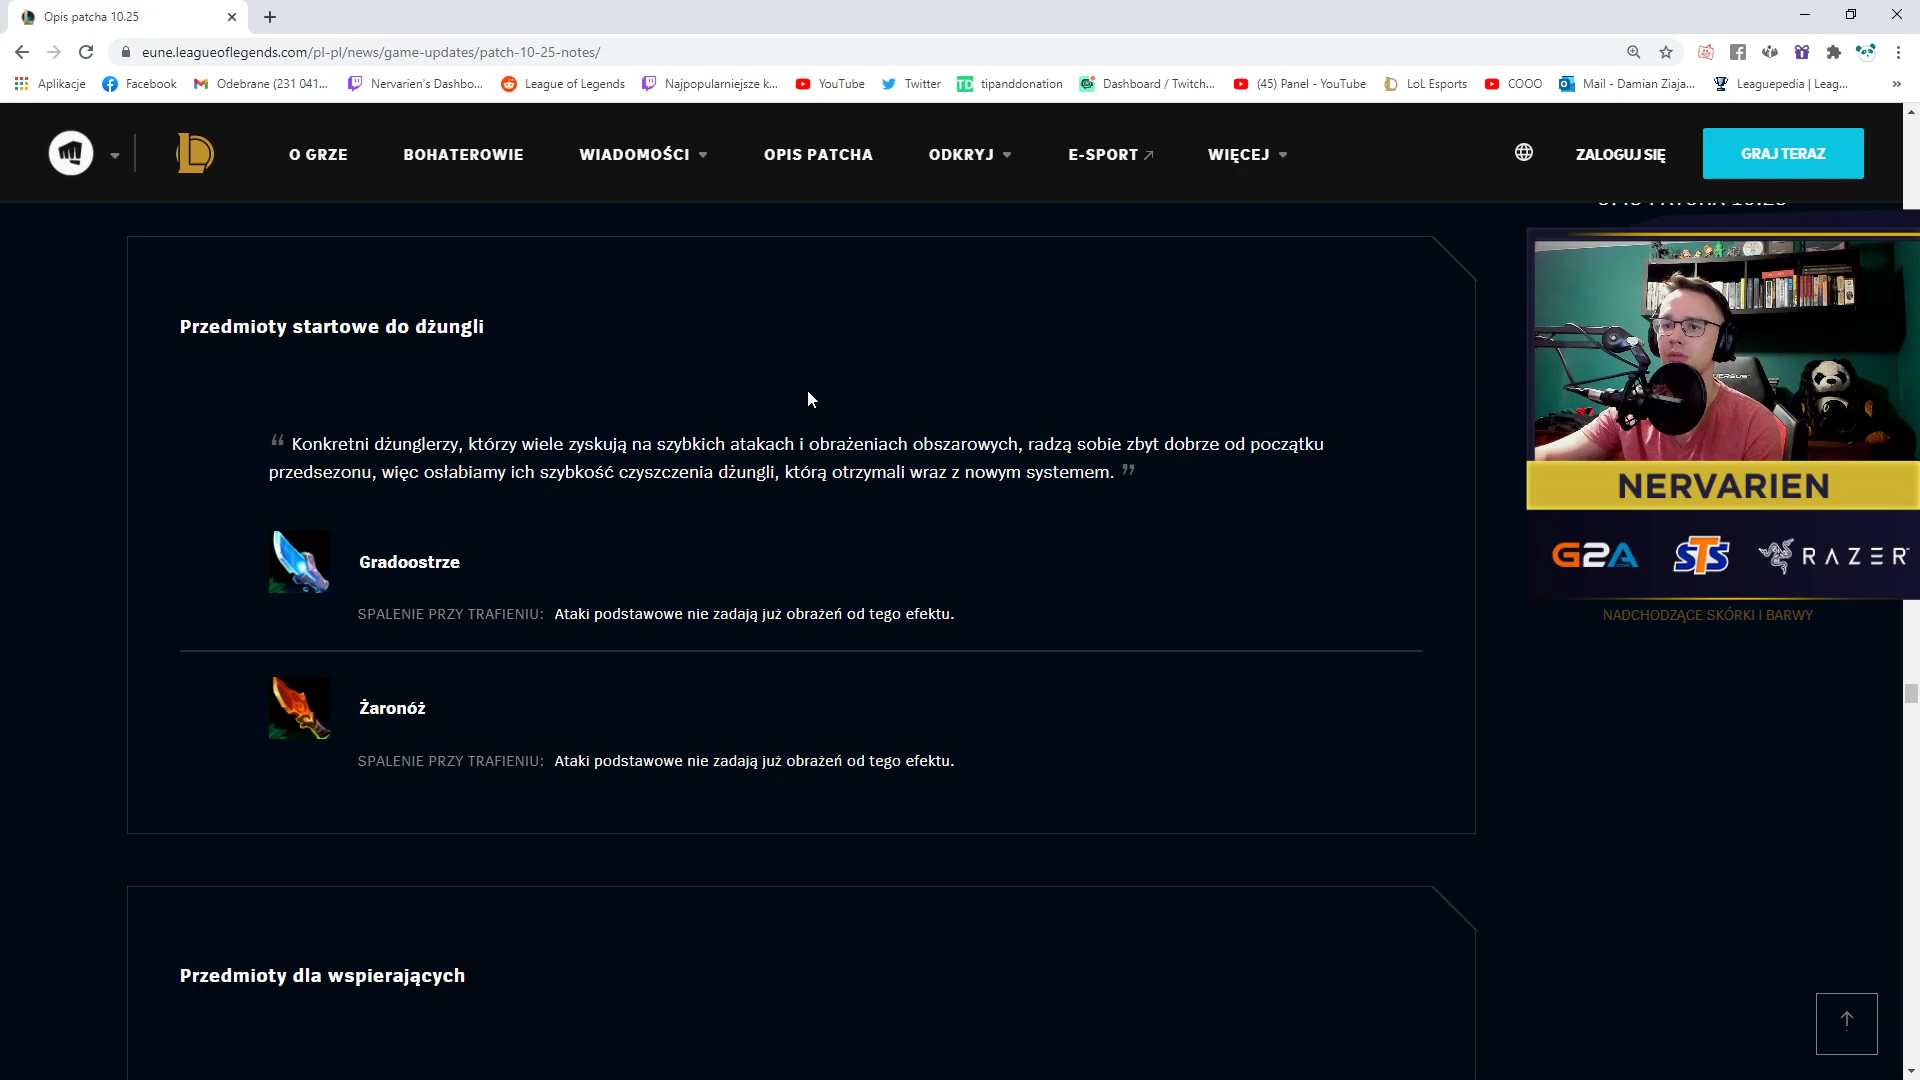 Opis patcha 10.25
eune.leagueoflegends.com/pl-pl/news/game-updates/patch-10-25-notes/
Aplikacje Facebook Odebrane (231 041... Nervarien's Dashbo... League of Legends Najpopularniejsze k... YouTube Twitter tipanddonation Dashboard / Twitch... (45) Panel - YouTube LoL Esports COOO Mail - Damian Ziaja... Leaguepedia | Leag... »
O GRZE BOHATEROWIE WIADOMOŚCI OPIS PATCHA ODKRYJ E-SPORT WIĘCEJ ZALOGUJ SIĘ GRAJ TERAZ
Przedmioty startowe do dżungli
“ Konkretni dżunglerzy, którzy wiele zyskują na szybkich atakach i obrażeniach obszarowych, radzą sobie zbyt dobrze od początku
przedsezonu, więc osłabiamy ich szybkość czyszczenia dżungli, którą otrzymali wraz z nowym systemem. ”
Gradoostrze
SPALENIE PRZY TRAFIENIU: Ataki podstawowe nie zadają już obrażeń od tego efektu.
Żaronóż
SPALENIE PRZY TRAFIENIU: Ataki podstawowe nie zadają już obrażeń od tego efektu.
Przedmioty dla wspierających
NERVARIEN
G2A STS RAZER
NADCHODZĄCE SKÓRKI I BARWY